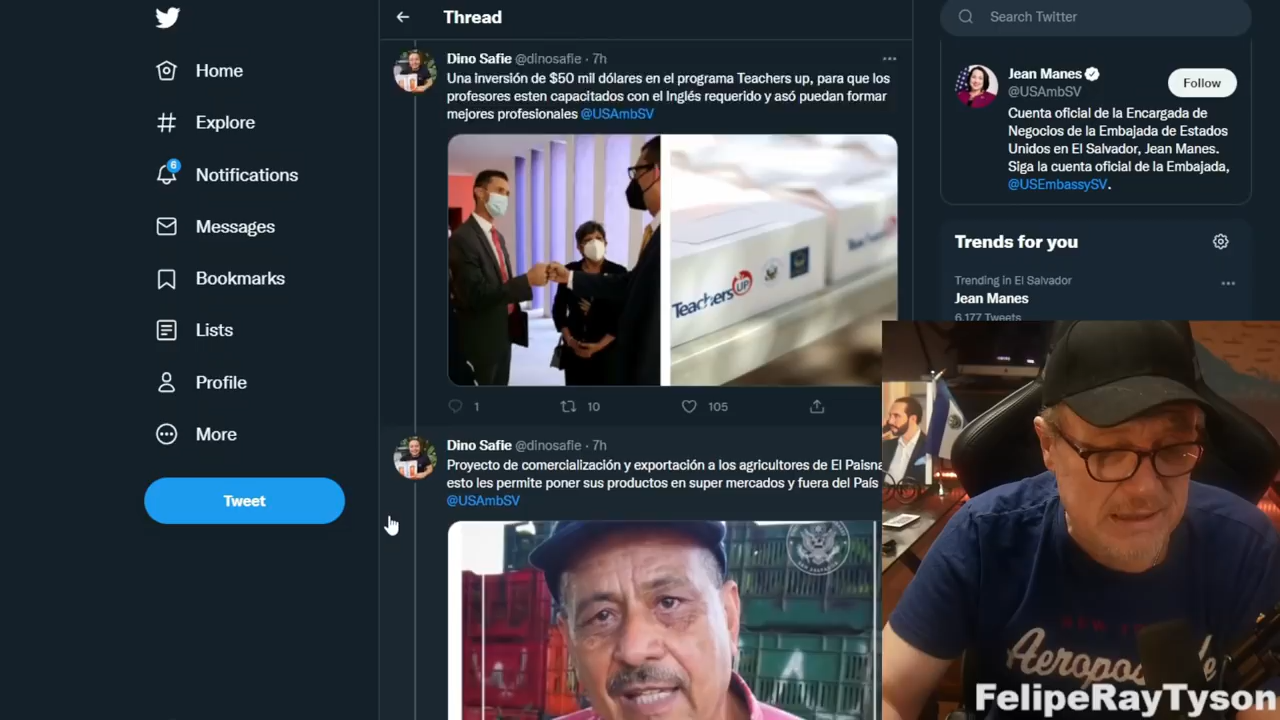 Home
Explore
6
Notifications
Messages
Bookmarks
Lists
Profile
More
Tweet
Thread
Dino Safie @dinosafie · 7h
Una inversión de $50 mil dólares en el programa Teachers up, para que los
profesores esten capacitados con el Inglés requerido y asó puedan formar
mejores profesionales @USAmbSV
Teachers UP
1
10
105
Dino Safie @dinosafie · 7h
Proyecto de comercialización y exportación a los agricultores de El Paisna
esto les permite poner sus productos en super mercados y fuera del País
@USAmbSV
Search Twitter
Jean Manes
@USAmbSV
Follow
Cuenta oficial de la Encargada de
Negocios de la Embajada de Estados
Unidos en El Salvador, Jean Manes.
Siga la cuenta oficial de la Embajada,
@USEmbassySV.
Trends for you
Trending in El Salvador
Jean Manes
6,177 Tweets
FelipeRayTyson